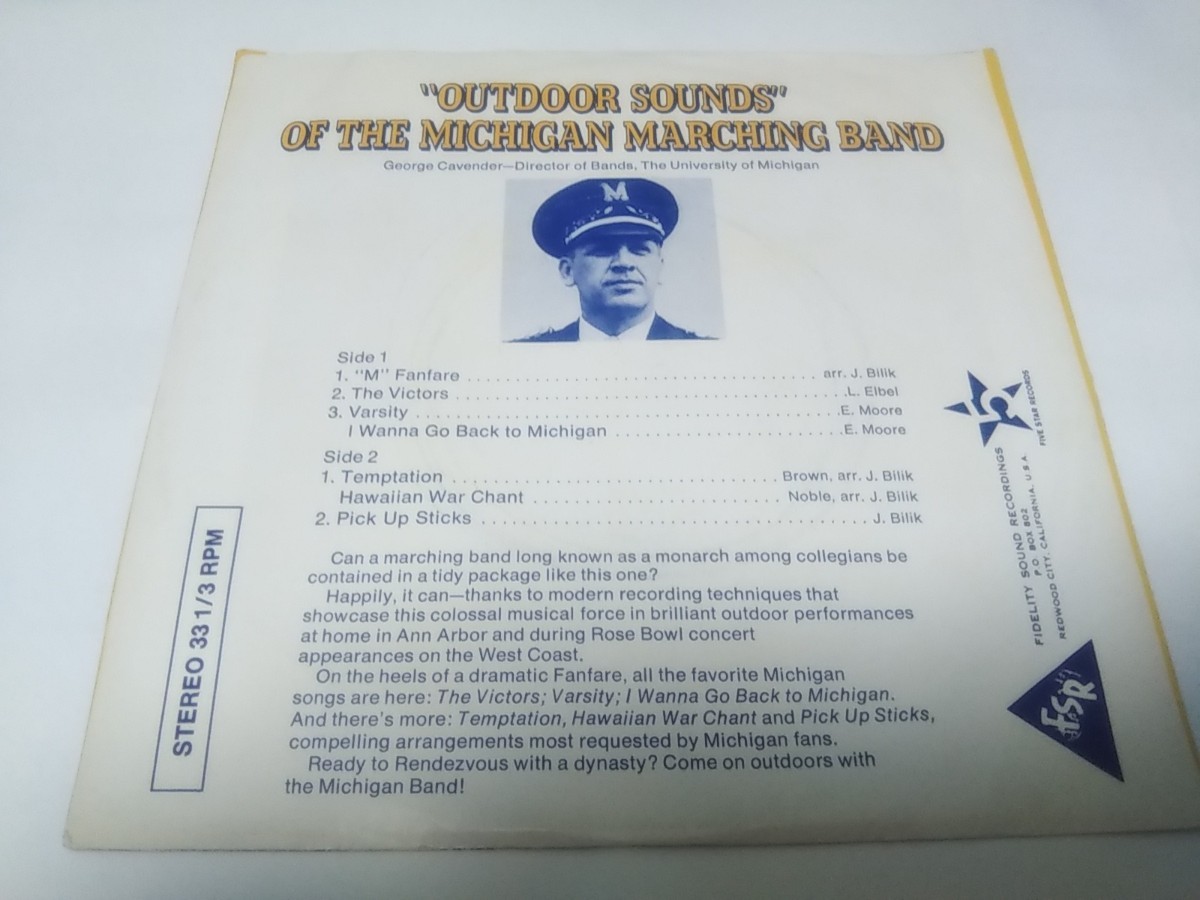 "OUTDOOR SOUNDS"
OF THE MICHIGAN MARCHING BAND
George Cavender—Director of Bands, The University of Michigan
M
Side 1
1. "M" Fanfare . . . . . . . . . . . . . . . . . . . . . . . . . . . . . . . . . . . arr. J. Bilik
2. The Victors . . . . . . . . . . . . . . . . . . . . . . . . . . . . . . . . . . . . . . .L. Elbel
3. Varsity . . . . . . . . . . . . . . . . . . . . . . . . . . . . . . . . . . . . . . . . . .E. Moore
I Wanna Go Back to Michigan . . . . . . . . . . . . . . . . . . . . . . .E. Moore
Side 2
1. Temptation . . . . . . . . . . . . . . . . . . . . . . . . . . . . . . . . Brown, arr. J. Bilik
Hawaiian War Chant . . . . . . . . . . . . . . . . . . . . . . . . Noble, arr. J. Bilik
2. Pick Up Sticks . . . . . . . . . . . . . . . . . . . . . . . . . . . . . . . . . . . . . . J. Bilik
Can a marching band long known as a monarch among collegians be
contained in a tidy package like this one?
Happily, it can—thanks to modern recording techniques that
showcase this colossal musical force in brilliant outdoor performances
at home in Ann Arbor and during Rose Bowl concert
appearances on the West Coast.
On the heels of a dramatic Fanfare, all the favorite Michigan
songs are here: The Victors; Varsity; I Wanna Go Back to Michigan.
And there's more: Temptation, Hawaiian War Chant and Pick Up Sticks,
compelling arrangements most requested by Michigan fans.
Ready to Rendezvous with a dynasty? Come on outdoors with
the Michigan Band!
STEREO 33 1/3 RPM
5
FIVE STAR RECORDS
FIDELITY SOUND RECORDINGS
P.O. BOX 802
REDWOOD CITY, CALIFORNIA, U.S.A.
FSR